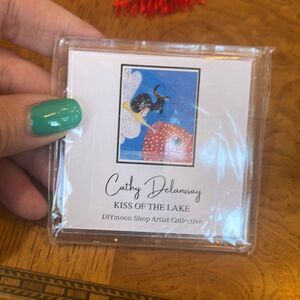 Cathy Delanssay
KISS OF THE LAKE
DIYmoon Shop Artist Collective